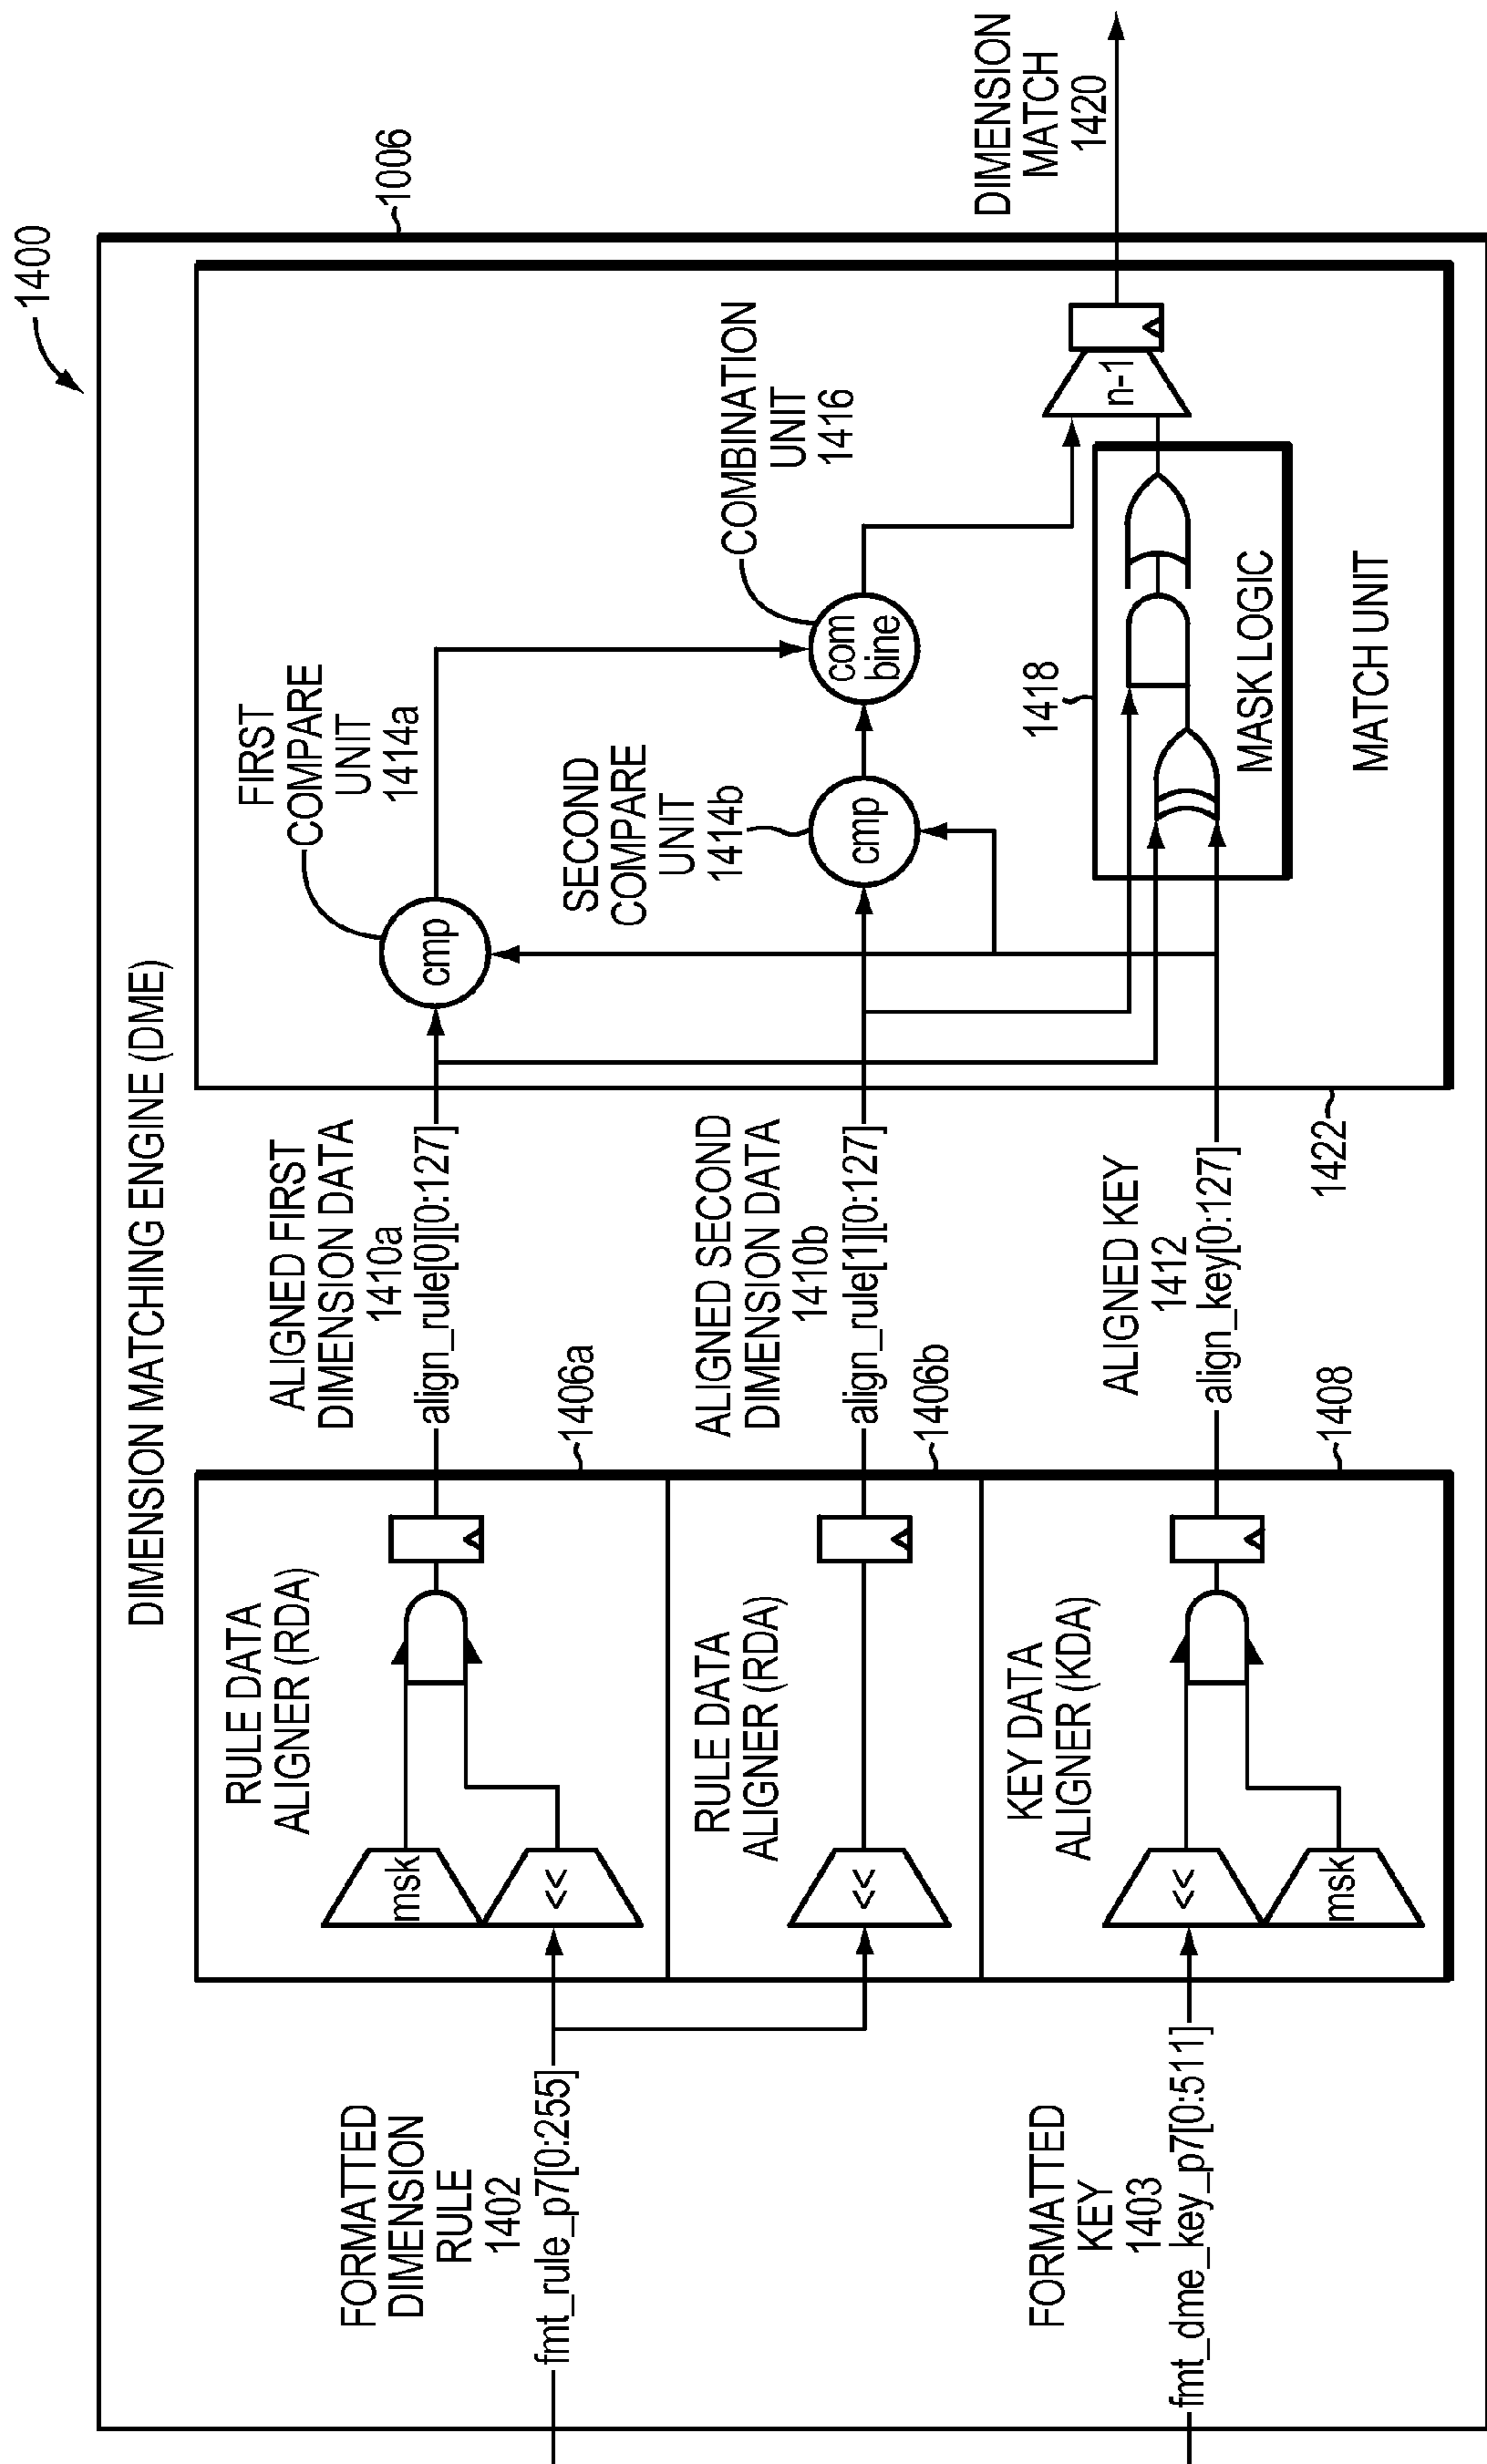 1400
DIMENSION MATCHING ENGINE (DME)
1006
FORMATTED
DIMENSION
RULE
1402
fmt_rule_p7[0:255]
FORMATTED
KEY
1403
fmt_dme_key_p7[0:511]
RULE DATA
ALIGNER (RDA)
msk
<<
1406a
RULE DATA
ALIGNER (RDA)
<<
1406b
KEY DATA
ALIGNER (KDA)
<<
msk
1408
ALIGNED FIRST
DIMENSION DATA
1410a
align_rule[0][0:127]
ALIGNED SECOND
DIMENSION DATA
1410b
align_rule[1][0:127]
ALIGNED KEY
1412
align_key[0:127]
1422
FIRST
COMPARE
UNIT
1414a
cmp
SECOND
COMPARE
UNIT
1414b
cmp
COMBINATION
UNIT
1416
com
bine
1418
MASK LOGIC
MATCH UNIT
n-1
DIMENSION
MATCH
1420